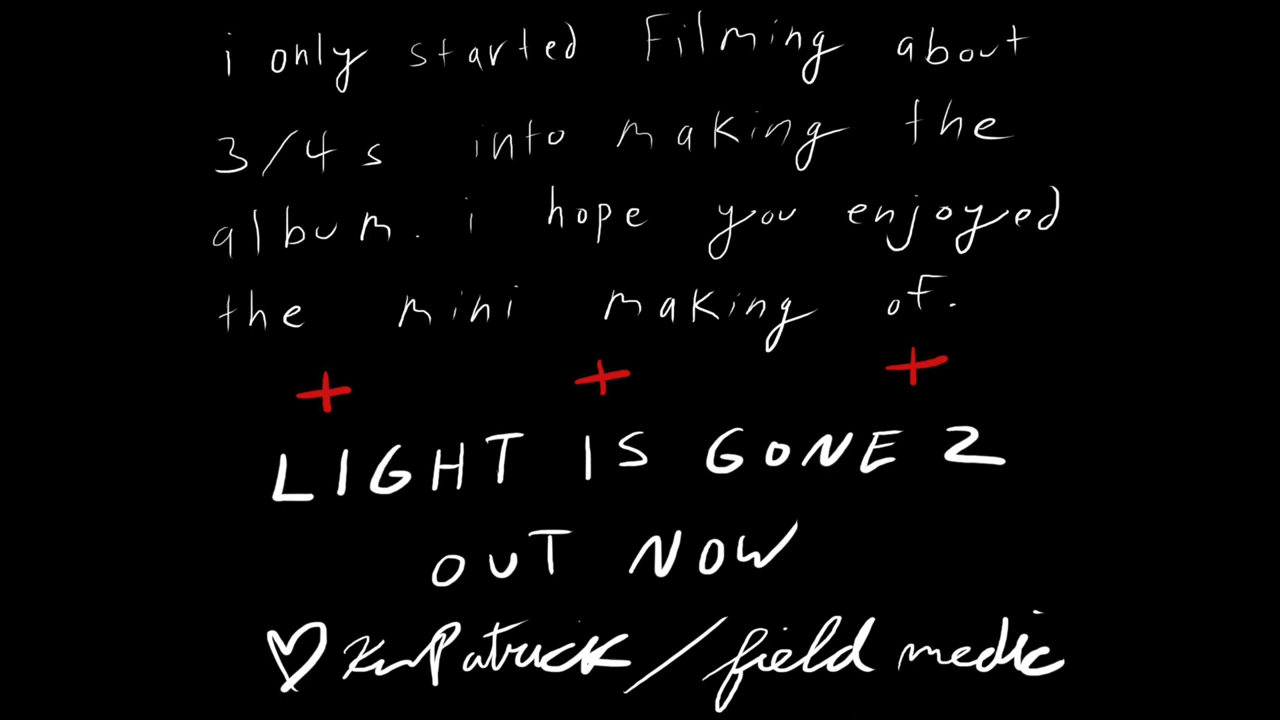 i only started Filming about
3/4s into making the
album. i hope you enjoyed
the mini making of.
LIGHT IS GONE 2
OUT NOW
♡ KevPatrick / field medic